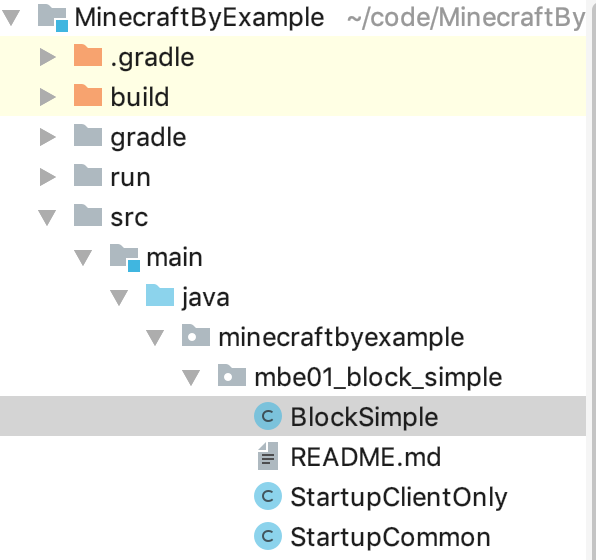 MinecraftByExample ~/code/MinecraftBy
.gradle
build
gradle
run
src
main
java
minecraftbyexample
mbe01_block_simple
C BlockSimple
README.md
C StartupClientOnly
C StartupCommon